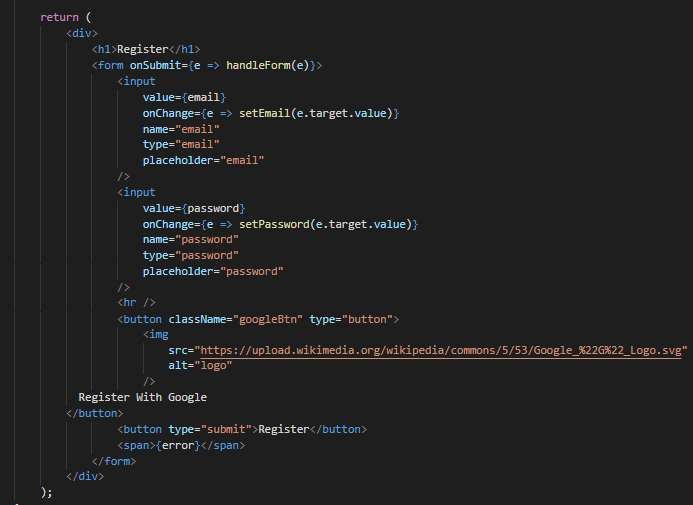 return (
<div>
<h1>Register</h1>
<form onSubmit={e => handleForm(e)}>
<input
value={email}
onChange={e => setEmail(e.target.value)}
name="email"
type="email"
placeholder="email"
/>
<input
value={password}
onChange={e => setPassword(e.target.value)}
name="password"
type="password"
placeholder="password"
/>
<hr />
<button className="googleBtn" type="button">
<img
src="https://upload.wikimedia.org/wikipedia/commons/5/53/Google_%22G%22_Logo.svg"
alt="logo"
/>
Register With Google
</button>
<button type="submit">Register</button>
<span>{error}</span>
</form>
</div>
);